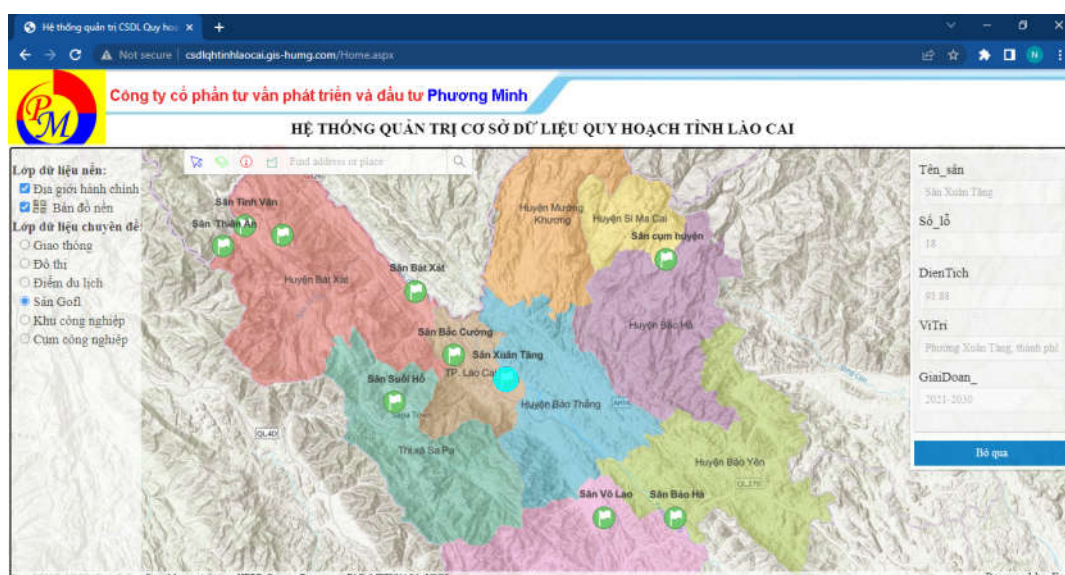 Hệ thống quản trị CSDL Quy ho
Not secure
csdlqhtinhlaocai.gis-humg.com/Home.aspx
N
PM
Công ty cổ phần tư vấn phát triển và đầu tư Phương Minh
HỆ THỐNG QUẢN TRỊ CƠ SỞ DỮ LIỆU QUY HOẠCH TỈNH LÀO CAI
Lớp dữ liệu nền:
Địa giới hành chính
Bản đồ nền
Lớp dữ liệu chuyên đề:
Giao thông
Đô thị
Điểm du lịch
Sân Gofl
Khu công nghiệp
Cụm công nghiệp
Find address or place
Sân Tình Vân
Sân Thiên Ân
Huyện Bát Xát
Sân Bát Xát
Huyện Mường
Khương
Huyện Si Ma Cai
Sân cụm huyện
Huyện Bắc Hà
Sân Bắc Cường
Sân Xuân Tăng
TP. Lào Cai
Sân Suối Hồ
Huyện Bảo Thắng
QL4D
Thị xã Sa Pa
Huyện Bảo Yên
Sân Võ Lao
Sân Bảo Hà
Tên_sân
Sân Xuân Tăng
Số_lỗ
18
DienTich
92.88
ViTri
Phường Xuân Tăng, thành phố
GiaiDoan_
2021-2030
Bỏ qua